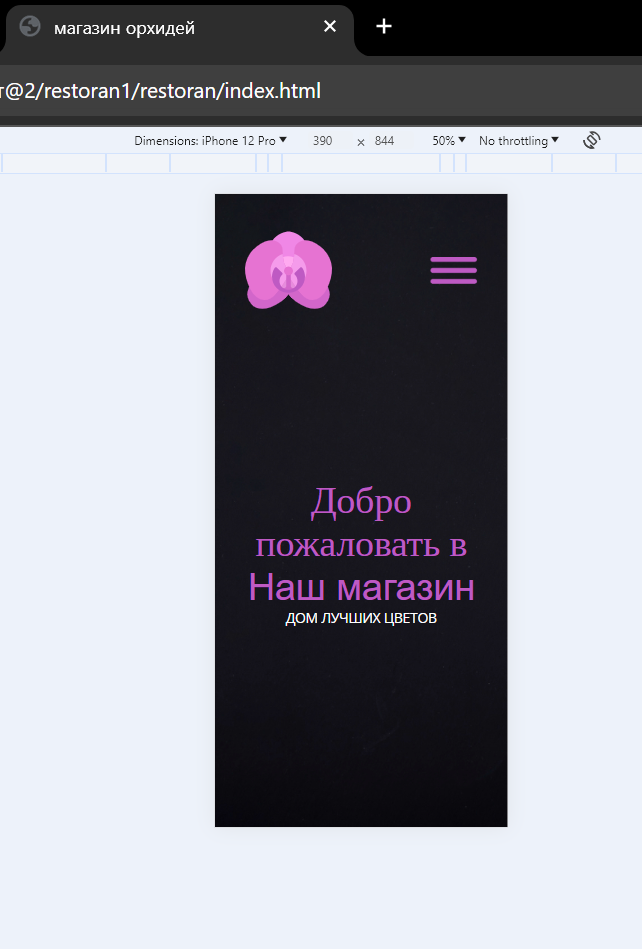 магазин орхидей
т@2/restoran1/restoran/index.html
Dimensions: iPhone 12 Pro 390 × 844 50% No throttling
Добро
пожаловать в
Наш магазин
ДОМ ЛУЧШИХ ЦВЕТОВ